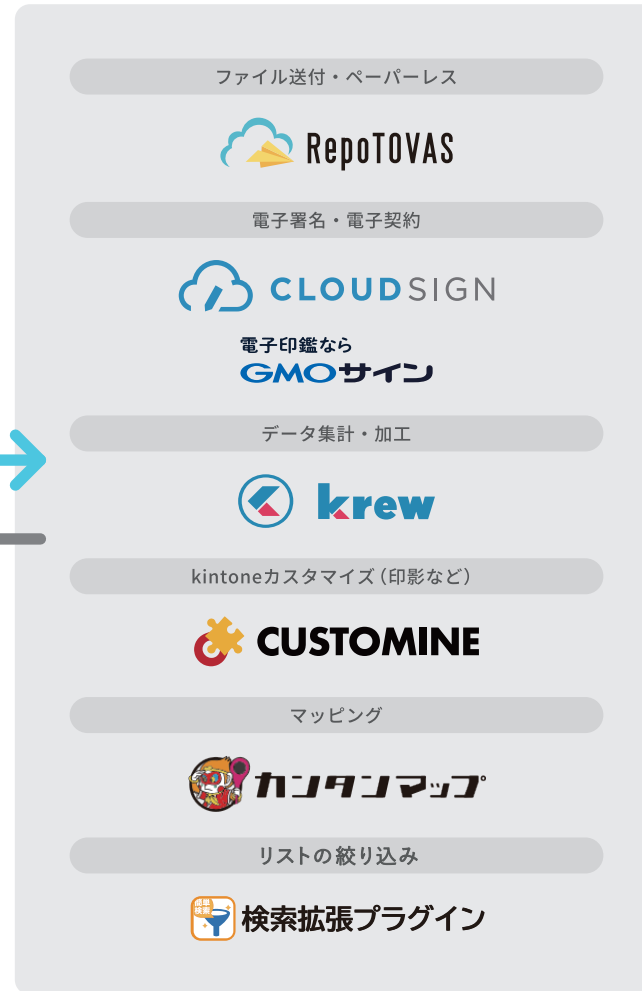 ファイル送付・ペーパーレス
RepoTOVAS
電子署名・電子契約
CLOUDSIGN
電子印鑑なら
GMOサイン
データ集計・加工
krew
kintoneカスタマイズ（印影など）
CUSTOMINE
マッピング
カンタンマップ
リストの絞り込み
簡単
検索
検索拡張プラグイン